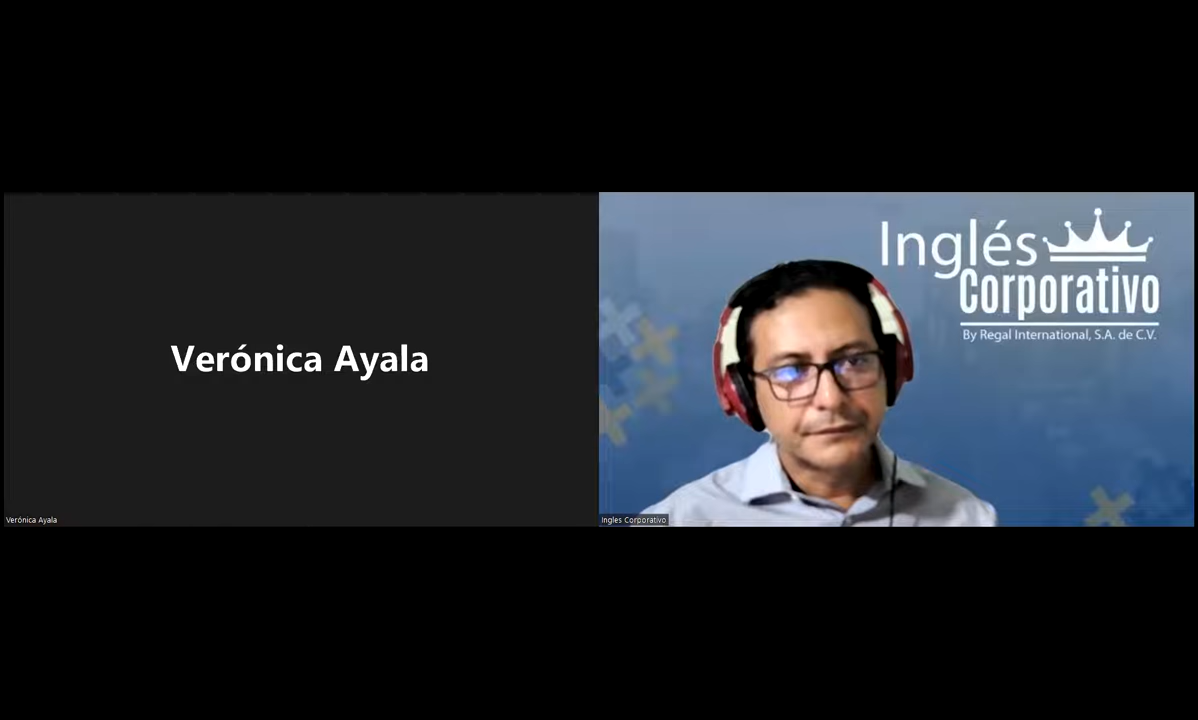 Verónica Ayala
Verónica Ayala
Inglés
Corporativo
By Regal International, S.A. de C.V.
Ingles Corporativo